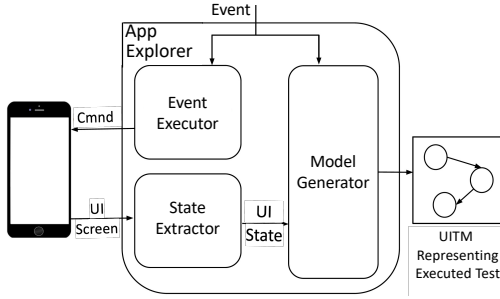 Event
App
Explorer
Event
Executor
Cmnd
Model
Generator
UI
Screen
State
Extractor
UI
State
UITM
Representing
Executed Test